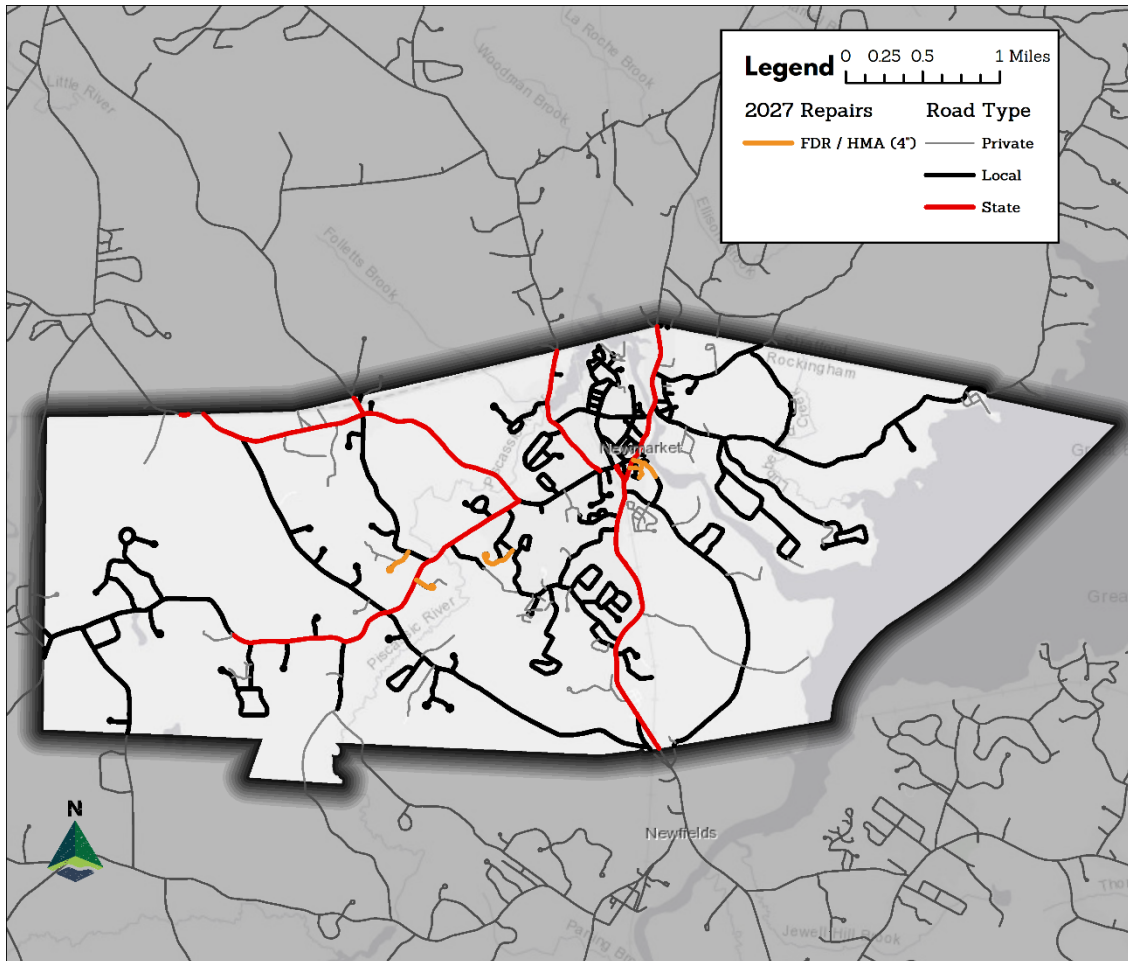 Legend
0 0.25 0.5 1 Miles
2027 Repairs
Road Type
FDR / HMA (4")
Private
Local
State
La Roche Brook
Woodman Brook
Little River
Folletts Brook
Rockingham
Newmarket
Piscassic River
Newfields
Jewell Hill Brook
N